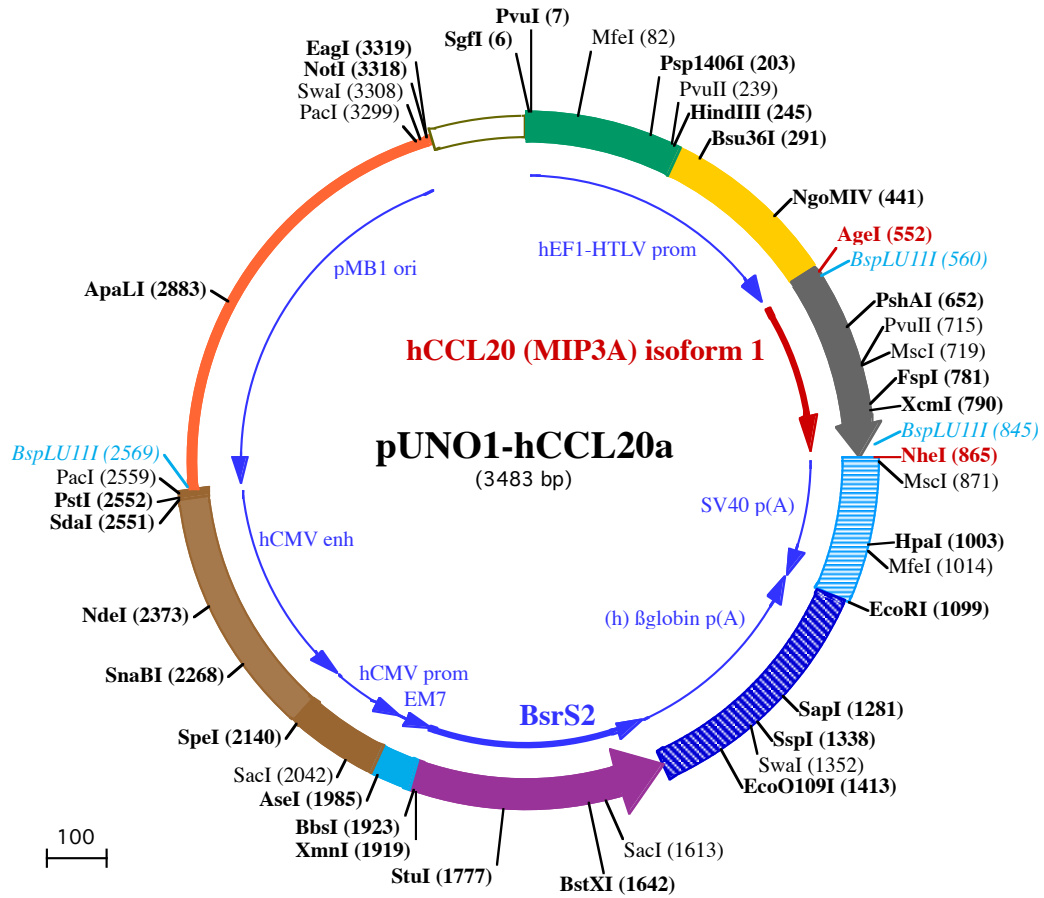 PvuI (7)
SgfI (6)
MfeI (82)
EagI (3319)
NotI (3318)
SwaI (3308)
PacI (3299)
Psp1406I (203)
PvuII (239)
HindIII (245)
Bsu36I (291)
NgoMIV (441)
AgeI (552)
BspLU11I (560)
hEF1-HTLV prom
pMB1 ori
ApaLI (2883)
PshAI (652)
PvuII (715)
MscI (719)
FspI (781)
XcmI (790)
BspLU11I (845)
NheI (865)
MscI (871)
hCCL20 (MIP3A) isoform 1
pUNO1-hCCL20a
(3483 bp)
BspLU11I (2569)
PacI (2559)
PstI (2552)
SdaI (2551)
SV40 p(A)
hCMV enh
HpaI (1003)
MfeI (1014)
EcoRI (1099)
(h) ßglobin p(A)
NdeI (2373)
SnaBI (2268)
hCMV prom
EM7
BsrS2
SapI (1281)
SspI (1338)
SwaI (1352)
EcoO109I (1413)
SpeI (2140)
SacI (2042)
AseI (1985)
BbsI (1923)
XmnI (1919)
StuI (1777)
SacI (1613)
BstXI (1642)
100